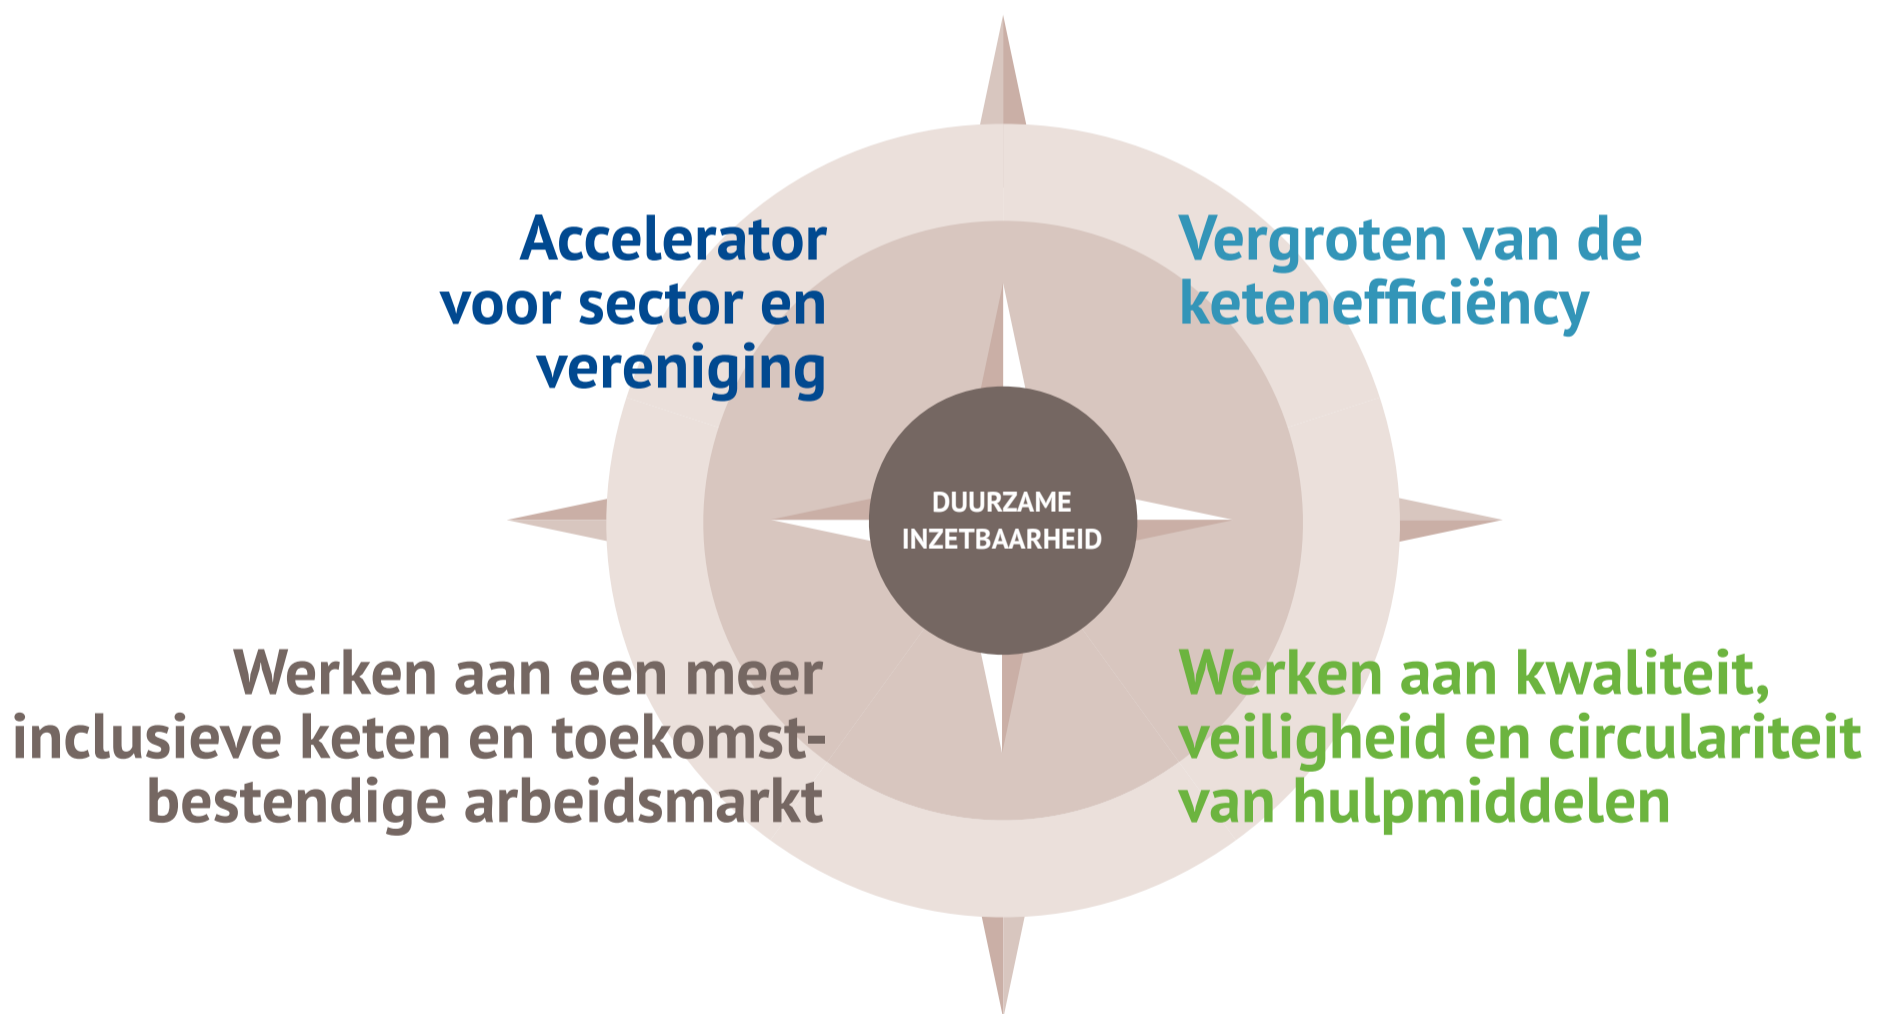 Accelerator
voor sector en
vereniging
Vergroten van de
ketenefficiëncy
DUURZAME
INZETBAARHEID
Werken aan een meer
inclusieve keten en toekomst-
bestendige arbeidsmarkt
Werken aan kwaliteit,
veiligheid en circulariteit
van hulpmiddelen